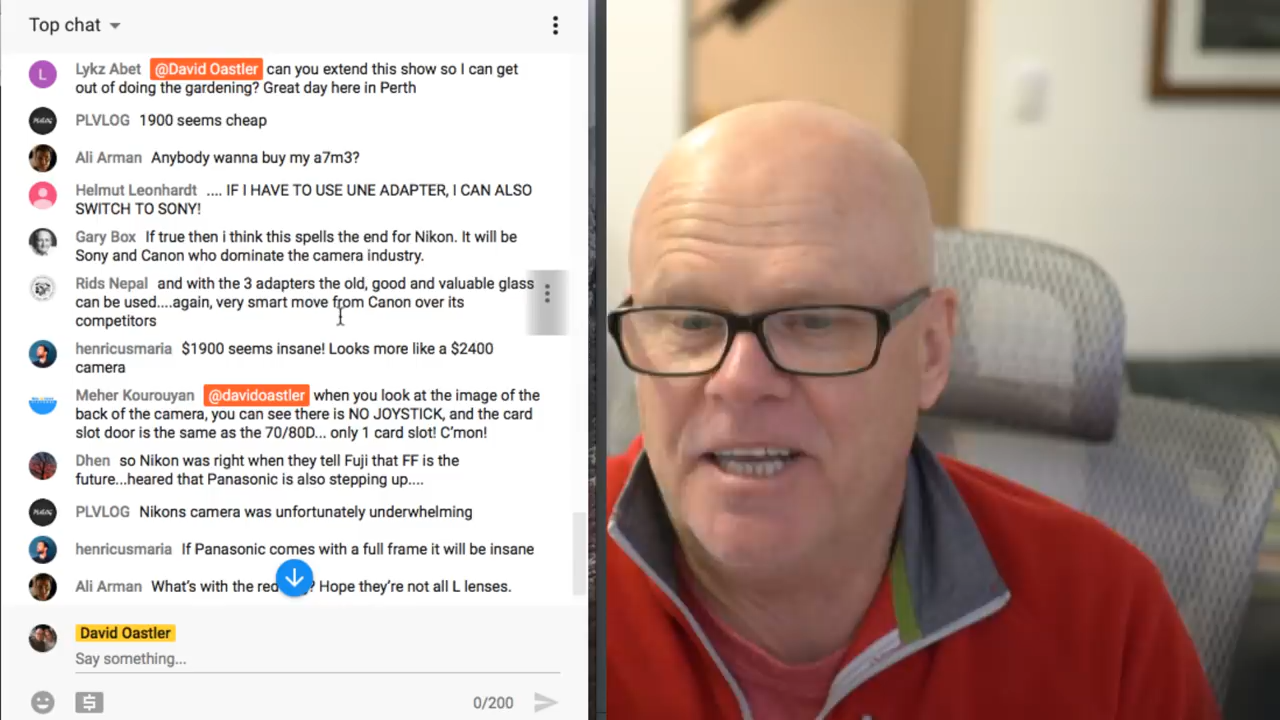 Top chat
Lykz Abet @David Oastler can you extend this show so I can get
out of doing the gardening? Great day here in Perth
PLVLOG 1900 seems cheap
Ali Arman Anybody wanna buy my a7m3?
Helmut Leonhardt .... IF I HAVE TO USE UNE ADAPTER, I CAN ALSO
SWITCH TO SONY!
Gary Box If true then i think this spells the end for Nikon. It will be
Sony and Canon who dominate the camera industry.
Rids Nepal and with the 3 adapters the old, good and valuable glass
can be used....again, very smart move from Canon over its
competitors
henricusmaria $1900 seems insane! Looks more like a $2400
camera
Meher Kourouyan @davidoastler when you look at the image of the
back of the camera, you can see there is NO JOYSTICK, and the card
slot door is the same as the 70/80D... only 1 card slot! C'mon!
Dhen so Nikon was right when they tell Fuji that FF is the
future...heared that Panasonic is also stepping up....
PLVLOG Nikons camera was unfortunately underwhelming
henricusmaria If Panasonic comes with a full frame it will be insane
Ali Arman What's with the red ? Hope they're not all L lenses.
David Oastler
Say something...
0/200